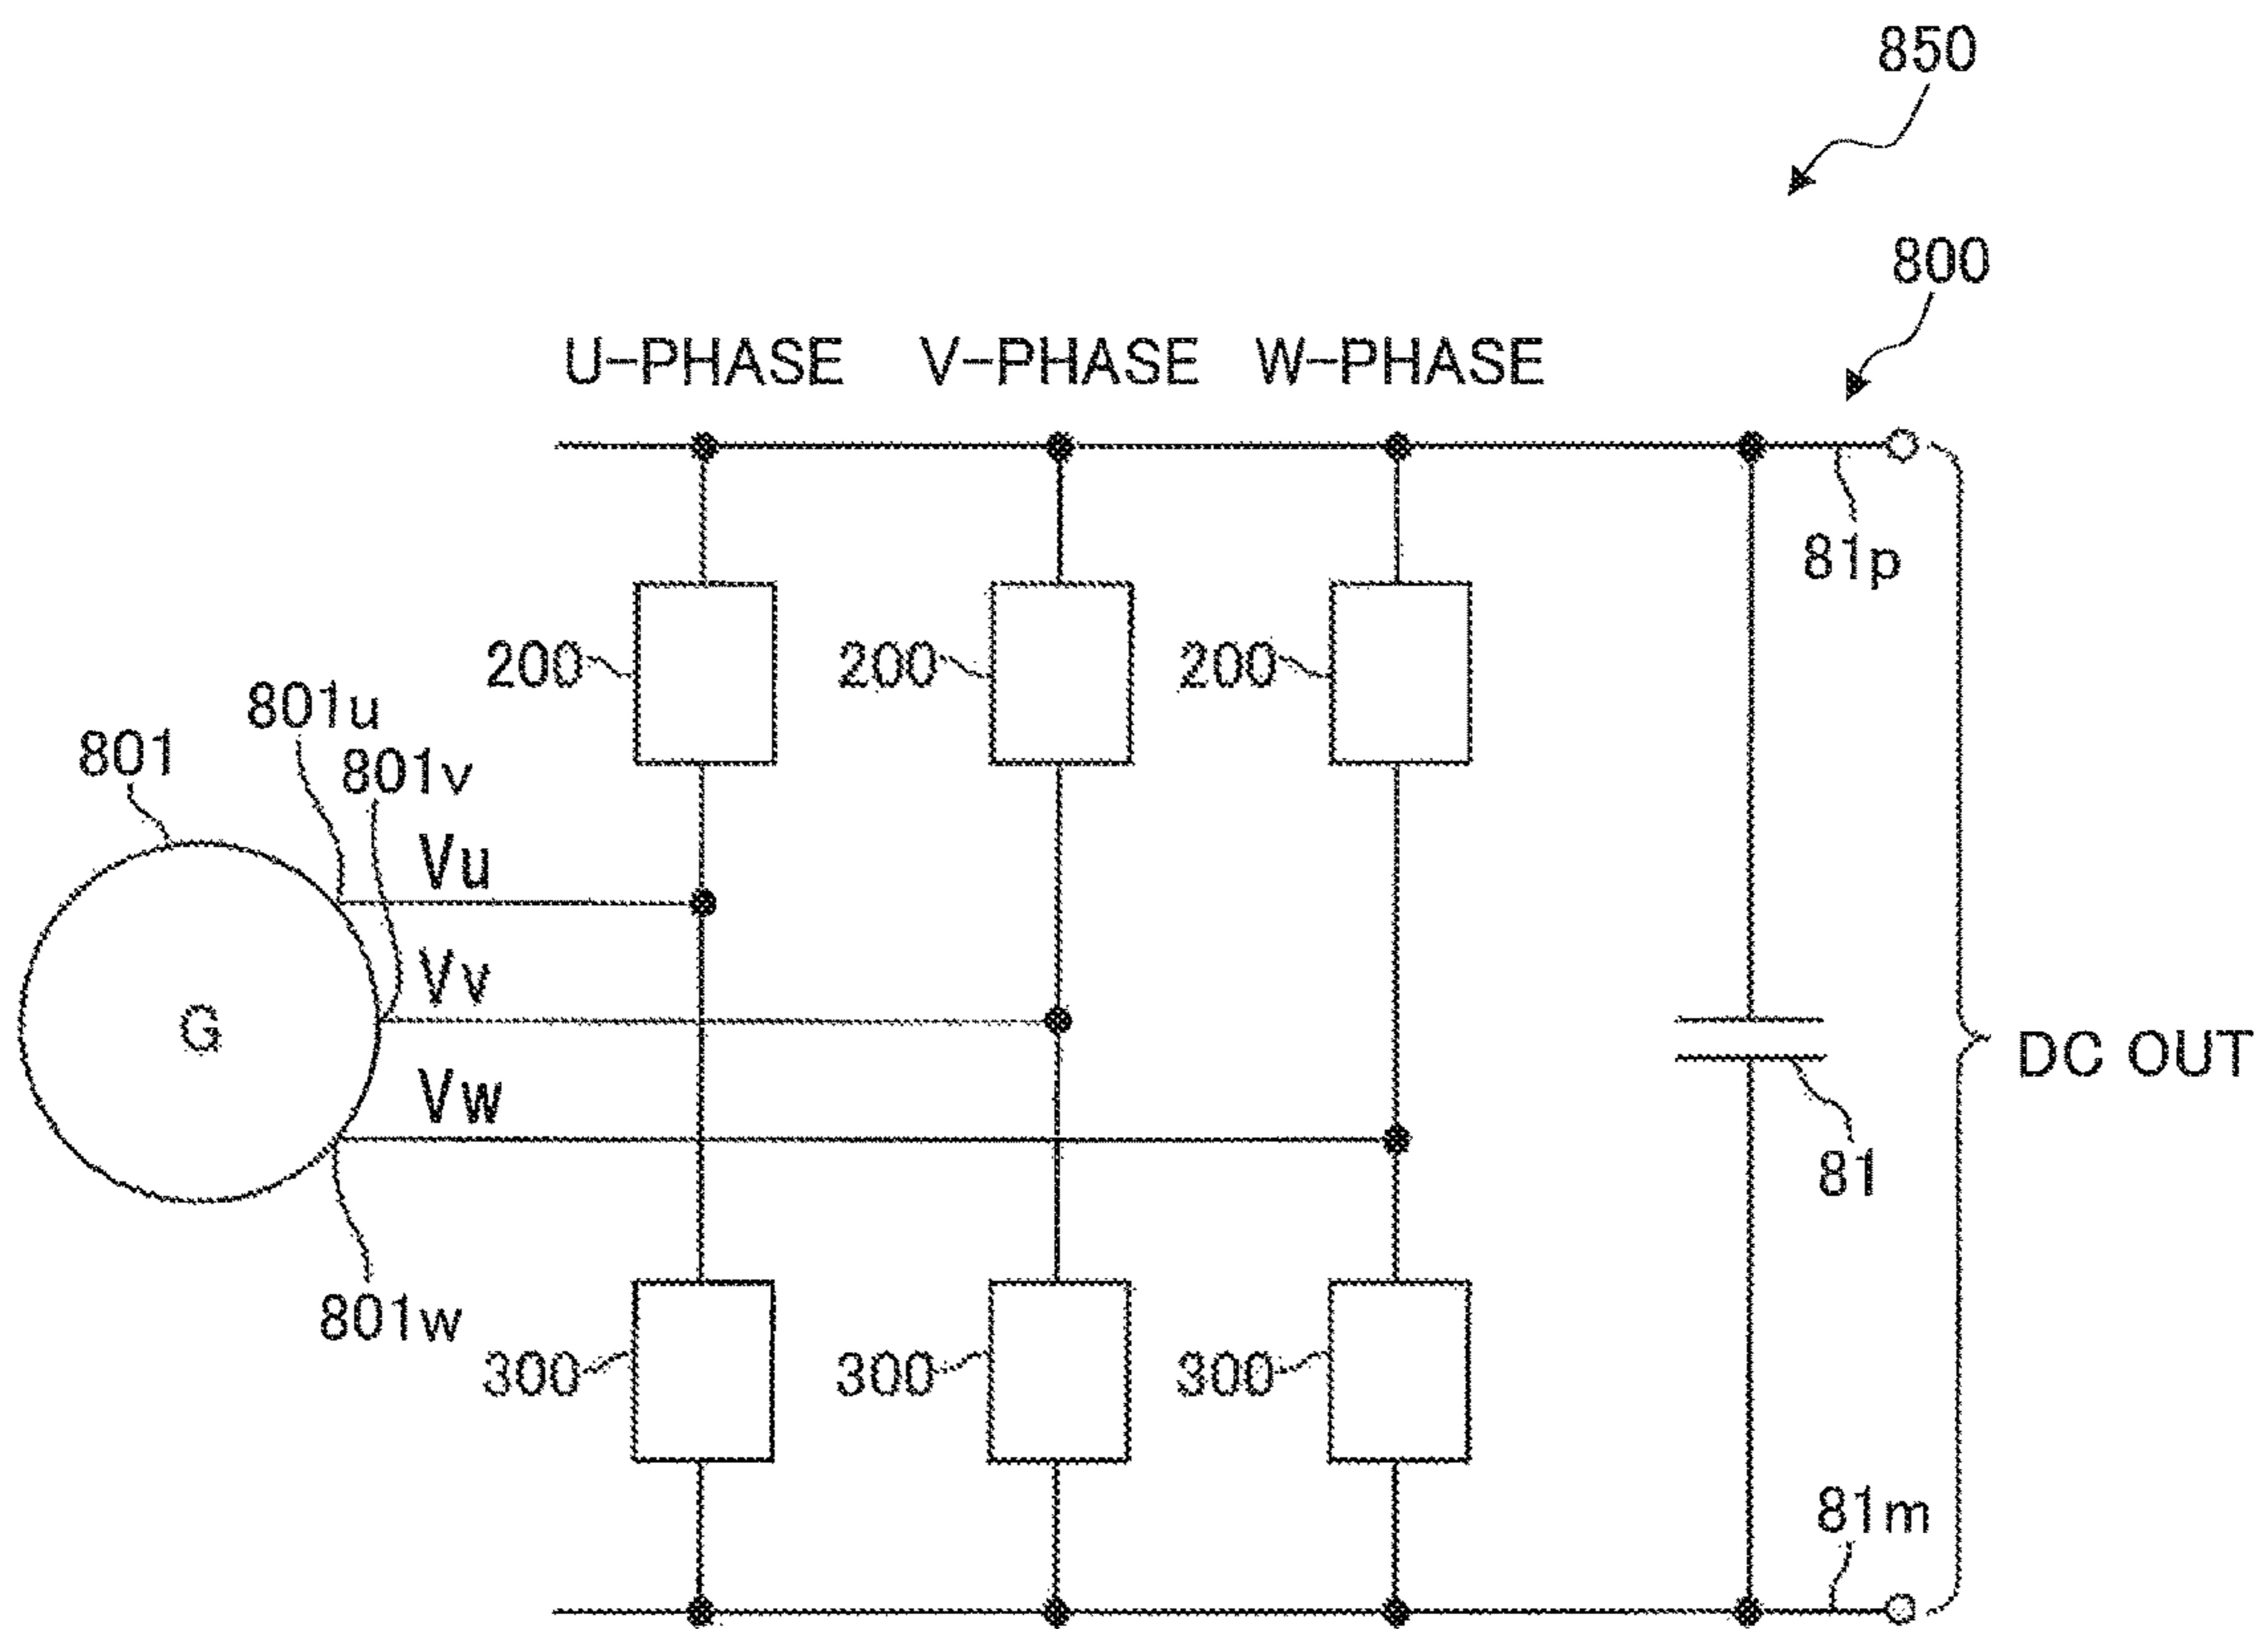 850
800
U-PHASE V-PHASE W-PHASE
81p
200 200 200
801u
801
801v
Vu
Vv
G
DC OUT
Vw
81
801w
300 300 300
81m